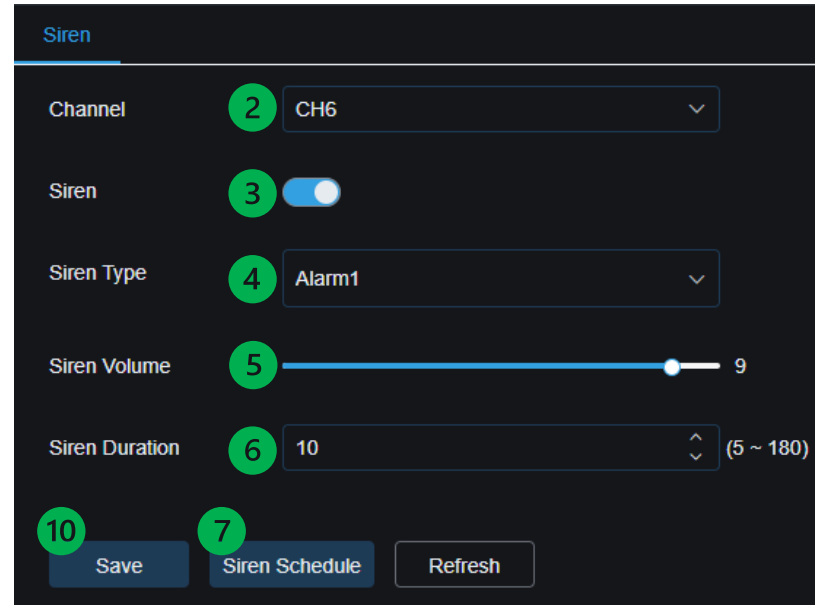 Siren
Channel 2 CH6
Siren 3
Siren Type 4 Alarm1
Siren Volume 5 9
Siren Duration 6 10 (5 ~ 180)
10 7
Save Siren Schedule Refresh